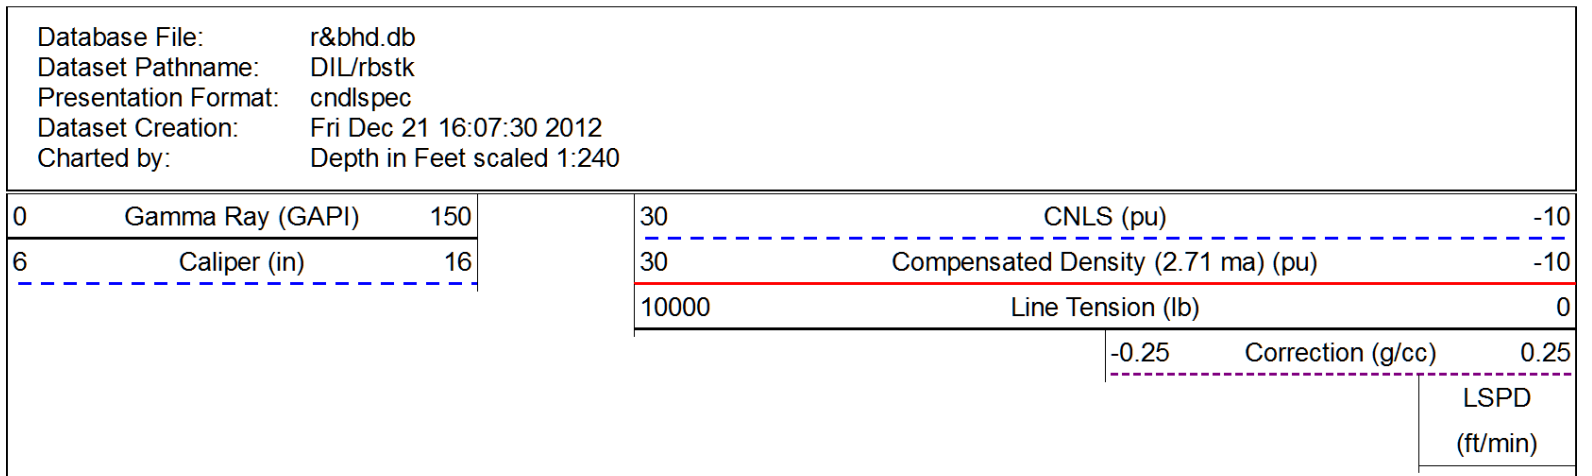 Database File: r&bhd.db
Dataset Pathname: DIL/rbstk
Presentation Format: cndlspec
Dataset Creation: Fri Dec 21 16:07:30 2012
Charted by: Depth in Feet scaled 1:240
0 Gamma Ray (GAPI) 150 30 CNLS (pu) -10
6 Caliper (in) 16 30 Compensated Density (2.71 ma) (pu) -10
10000 Line Tension (lb) 0
-0.25 Correction (g/cc) 0.25
LSPD
(ft/min)